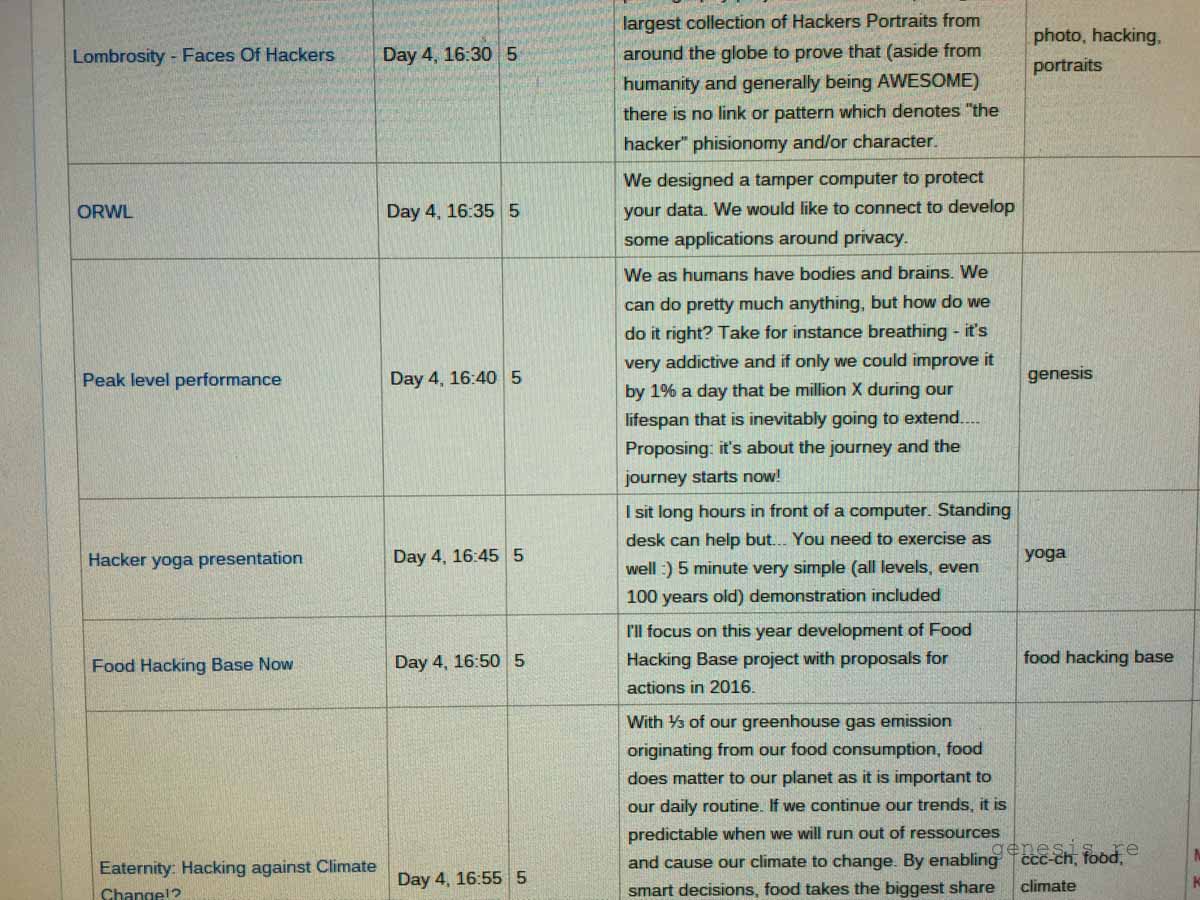 largest collection of Hackers Portraits from
Lombrosity - Faces Of Hackers Day 4, 16:30 5 around the globe to prove that (aside from photo, hacking,
humanity and generally being AWESOME) portraits
there is no link or pattern which denotes "the
hacker" phisionomy and/or character.
We designed a tamper computer to protect
ORWL Day 4, 16:35 5 your data. We would like to connect to develop
some applications around privacy.
We as humans have bodies and brains. We
can do pretty much anything, but how do we
do it right? Take for instance breathing - it's
very addictive and if only we could improve it
Peak level performance Day 4, 16:40 5 by 1% a day that be million X during our genesis
lifespan that is inevitably going to extend....
Proposing: it's about the journey and the
journey starts now!
I sit long hours in front of a computer. Standing
desk can help but... You need to exercise as
Hacker yoga presentation Day 4, 16:45 5 well :) 5 minute very simple (all levels, even yoga
100 years old) demonstration included
I'll focus on this year development of Food
Food Hacking Base Now Day 4, 16:50 5 Hacking Base project with proposals for food hacking base
actions in 2016.
With ⅓ of our greenhouse gas emission
originating from our food consumption, food
does matter to our planet as it is important to
our daily routine. If we continue our trends, it is
predictable when we will run out of ressources
genesis.re
Eaternity: Hacking against Climate Day 4, 16:55 5 and cause our climate to change. By enabling ccc-ch, food,
Change!? smart decisions, food takes the biggest share climate